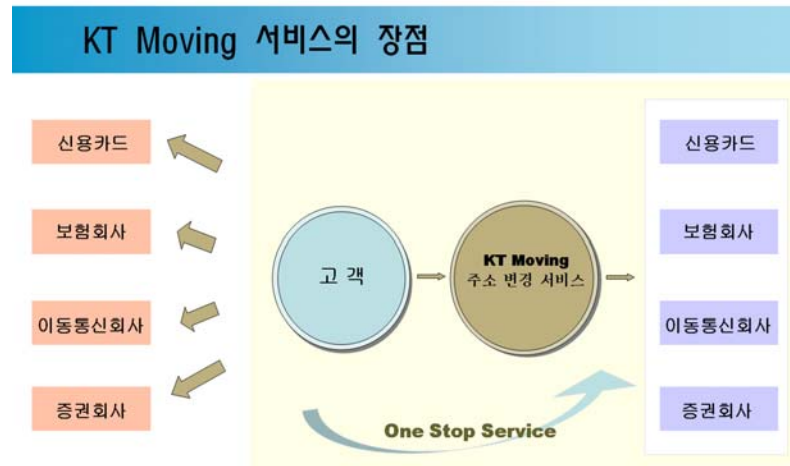 KT Moving 서비스의 장점
신용카드
보험회사
이동통신회사
증권회사
고 객
KT Moving
주소 변경 서비스
One Stop Service
신용카드
보험회사
이동통신회사
증권회사